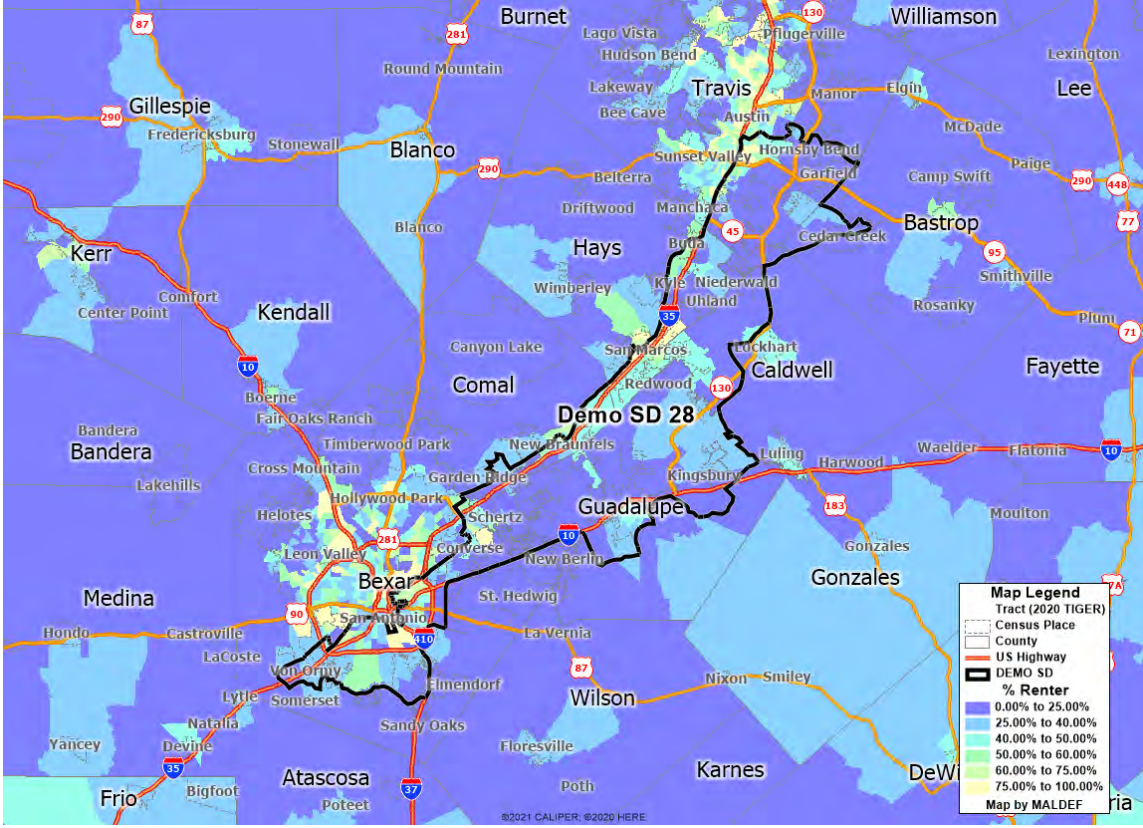 87
Burnet
Williamson
130
281
Lago Vista
Pflugerville
Hudson Bend
Lexington
Round Mountain
Lakeway
Travis
Lee
Gillespie
Manor
Elgin
Bee Cave
290
Fredericksburg
Austin
McDade
Stonewall
Blanco
Sunset Valley
Hornsby Bend
Paige
290
Belterra
Garfield
Camp Swift
290
448
Driftwood
Manchaca
Bastrop
77
Blanco
45
Kerr
Hays
Buda
Cedar Creek
95
Smithville
Comfort
Wimberley
Kyle
Niederwald
Center Point
Uhland
Rosanky
Kendall
35
Plum
71
Canyon Lake
San Marcos
Lockhart
10
Comal
Redwood
Caldwell
Fayette
Boerne
130
Fair Oaks Ranch
Demo SD 28
Bandera
Timberwood Park
New Braunfels
Waelder
Flatonia
10
Bandera
Luling
Harwood
Cross Mountain
Garden Ridge
Kingsbury
Lakehills
Hollywood Park
Guadalupe
183
Helotes
Schertz
Moulton
281
10
Leon Valley
Converse
Gonzales
New Berlin
Bexar
Gonzales
Medina
St. Hedwig
90
San Antonio
Hondo
Castroville
410
La Vernia
LaCoste
87
Von Ormy
Elmendorf
Nixon
Smiley
Lytle
Somerset
Wilson
Natalia
Sandy Oaks
Yancey
Devine
Floresville
35
Atascosa
Karnes
DeWi
Frio
Bigfoot
37
Poth
Poteet
ria
7A
Map Legend
Tract (2020 TIGER)
Census Place
County
US Highway
DEMO SD
% Renter
0.00% to 25.00%
25.00% to 40.00%
40.00% to 50.00%
50.00% to 60.00%
60.00% to 75.00%
75.00% to 100.00%
Map by MALDEF
©2021 CALIPER; ©2020 HERE